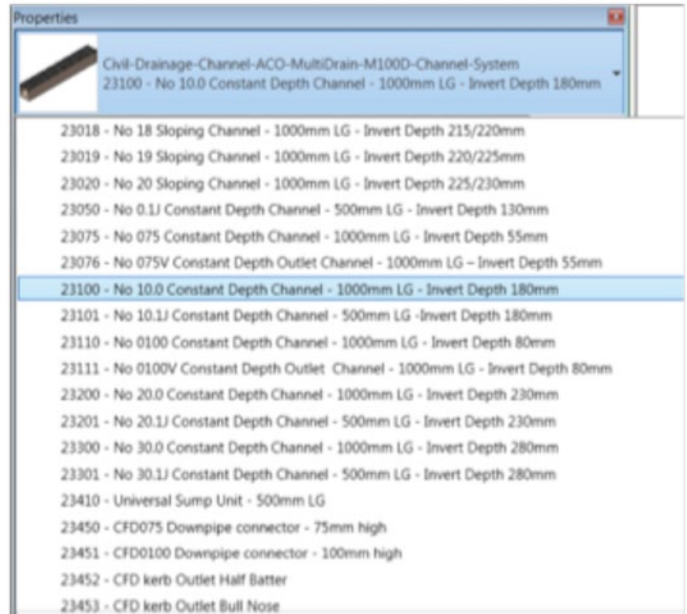 Properties
Civil-Drainage-Channel-ACO-MultiDrain-M100D-Channel-System
23100 - No 10.0 Constant Depth Channel - 1000mm LG - Invert Depth 180mm
23018 - No 18 Sloping Channel - 1000mm LG - Invert Depth 215/220mm
23019 - No 19 Sloping Channel - 1000mm LG - Invert Depth 220/225mm
23020 - No 20 Sloping Channel - 1000mm LG - Invert Depth 225/230mm
23050 - No 0.1J Constant Depth Channel - 500mm LG - Invert Depth 130mm
23075 - No 075 Constant Depth Channel - 1000mm LG - Invert Depth 55mm
23076 - No 075V Constant Depth Outlet Channel - 1000mm LG – Invert Depth 55mm
23100 - No 10.0 Constant Depth Channel - 1000mm LG - Invert Depth 180mm
23101 - No 10.1J Constant Depth Channel - 500mm LG -Invert Depth 180mm
23110 - No 0100 Constant Depth Channel - 1000mm LG - Invert Depth 80mm
23111 - No 0100V Constant Depth Outlet Channel - 1000mm LG - Invert Depth 80mm
23200 - No 20.0 Constant Depth Channel - 1000mm LG - Invert Depth 230mm
23201 - No 20.1J Constant Depth Channel - 500mm LG - Invert Depth 230mm
23300 - No 30.0 Constant Depth Channel - 1000mm LG - Invert Depth 280mm
23301 - No 30.1J Constant Depth Channel - 500mm LG - Invert Depth 280mm
23410 - Universal Sump Unit - 500mm LG
23450 - CFD075 Downpipe connector - 75mm high
23451 - CFD0100 Downpipe connector - 100mm high
23452 - CFD kerb Outlet Half Batter
23453 - CFD kerb Outlet Bull Nose